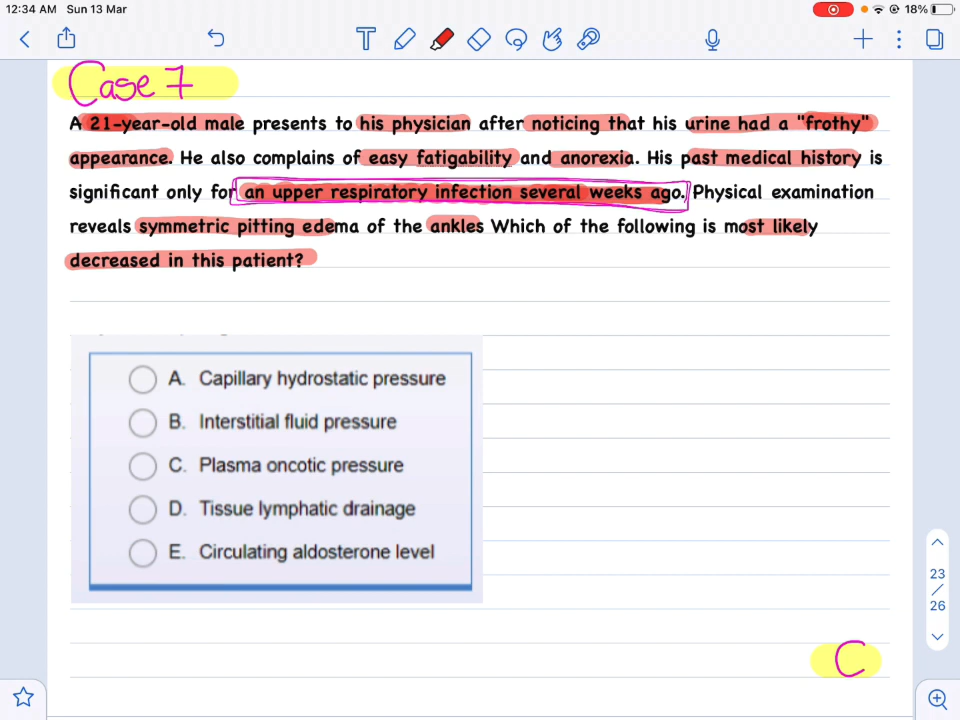 12:34 AM Sun 13 Mar
18%
T
Case 7
A 21-year-old male presents to his physician after noticing that his urine had a "frothy"
appearance. He also complains of easy fatigability and anorexia. His past medical history is
significant only for an upper respiratory infection several weeks ago. Physical examination
reveals symmetric pitting edema of the ankles Which of the following is most likely
decreased in this patient?
A. Capillary hydrostatic pressure
B. Interstitial fluid pressure
C. Plasma oncotic pressure
D. Tissue lymphatic drainage
E. Circulating aldosterone level
23
/
26
C